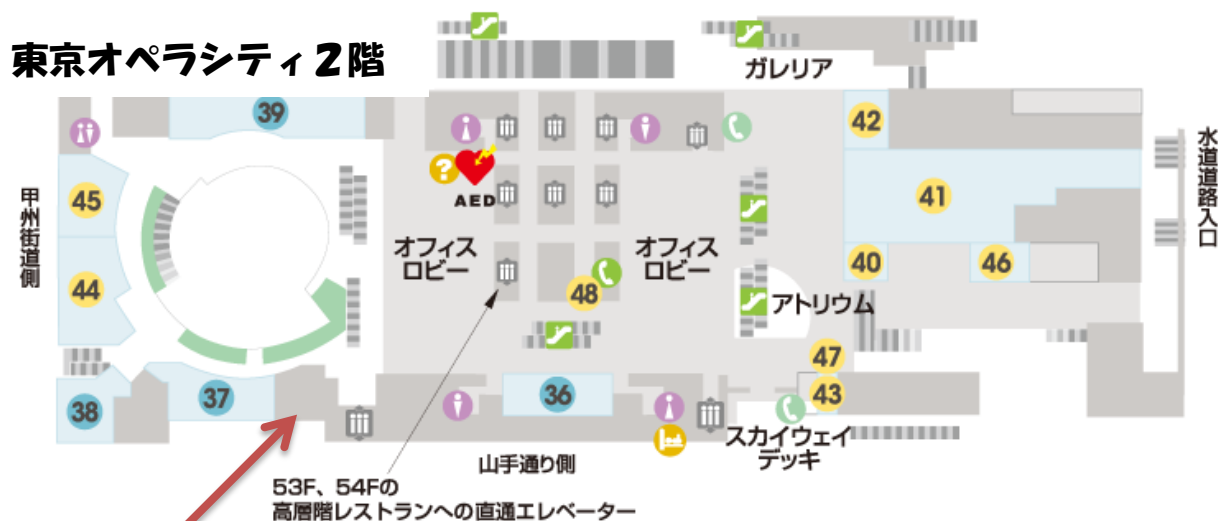 東京オペラシティ2階
ガレリア
39
42
水道道路入口
?
AED
45
41
甲州街道側
オフィス
ロビー
オフィス
ロビー
40
46
44
48
アトリウム
47
38
37
36
43
スカイウェイ
デッキ
山手通り側
53F、54Fの
高層階レストランへの直通エレベーター